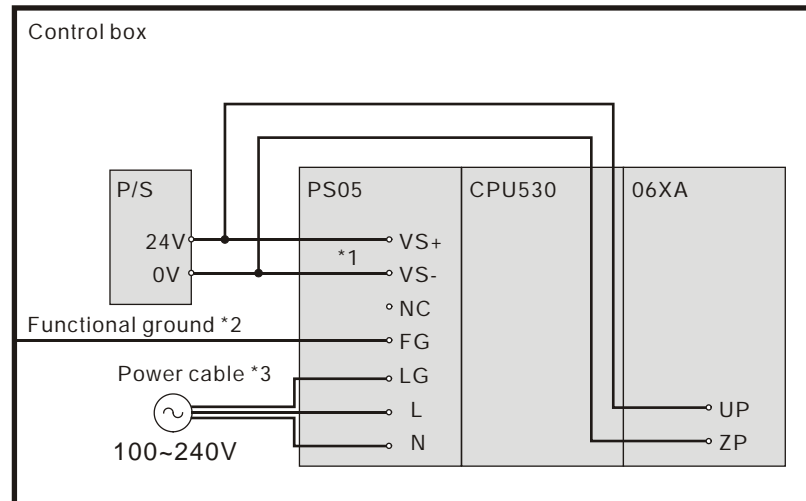 Control box
P/S
PS05
CPU530
06XA
24V
VS+
*1
0V
VS-
NC
Functional ground *2
FG
Power cable *3
LG
L
UP
100~240V
N
ZP